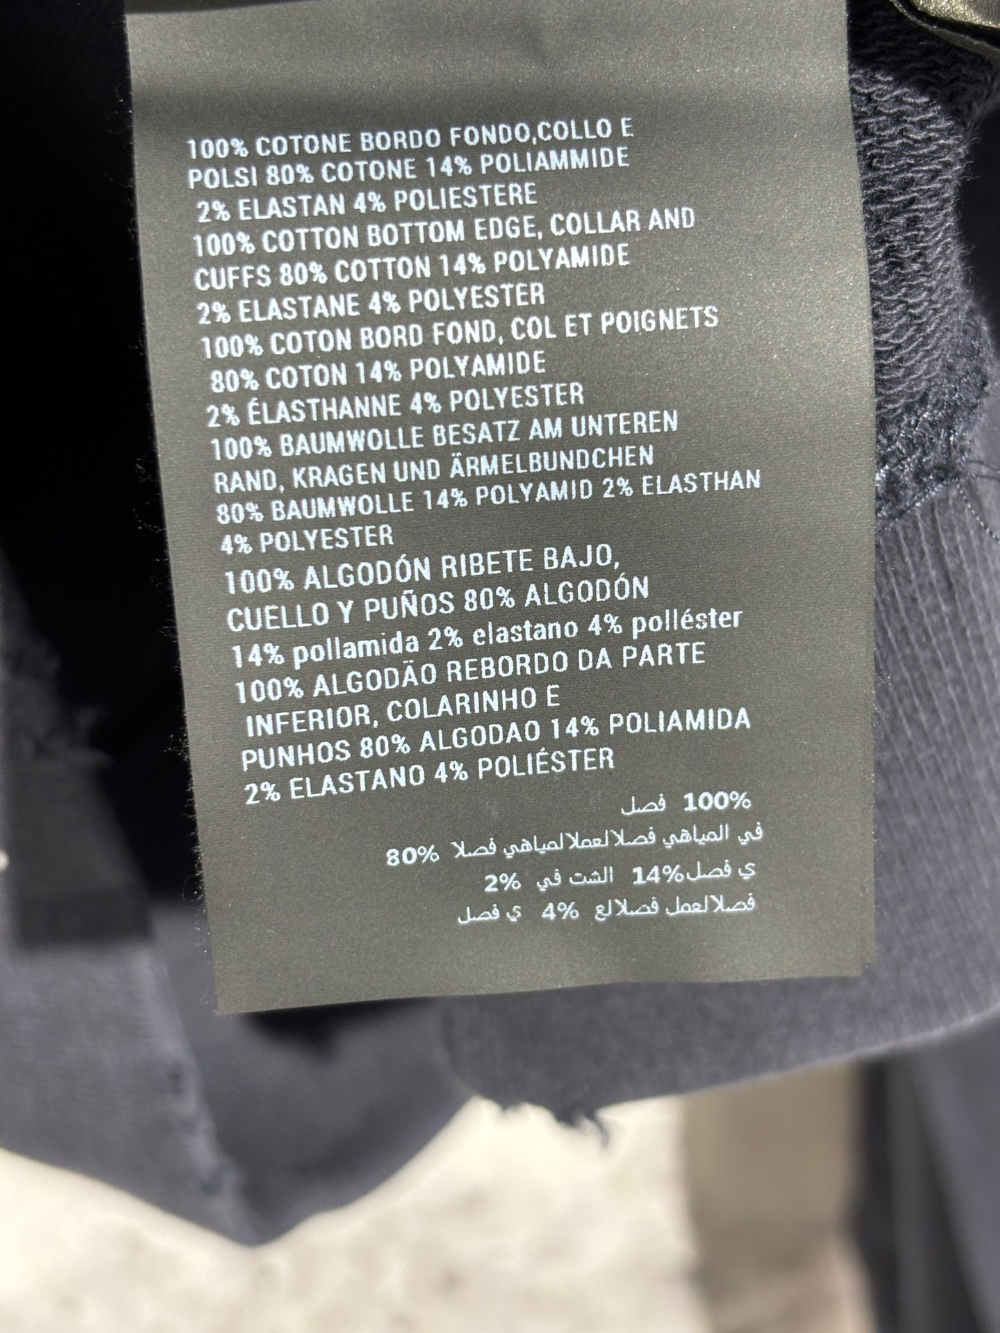 100% COTONE BORDO FONDO,COLLO E
POLSI 80% COTONE 14% POLIAMMIDE
2% ELASTAN 4% POLIESTERE
100% COTTON BOTTOM EDGE, COLLAR AND
CUFFS 80% COTTON 14% POLYAMIDE
2% ELASTANE 4% POLYESTER
100% COTON BORD FOND, COL ET POIGNETS
80% COTON 14% POLYAMIDE
2% ÉLASTHANNE 4% POLYESTER
100% BAUMWOLLE BESATZ AM UNTEREN
RAND, KRAGEN UND ÄRMELBUNDCHEN
80% BAUMWOLLE 14% POLYAMID 2% ELASTHAN
4% POLYESTER
100% ALGODÓN RIBETE BAJO,
CUELLO Y PUÑOS 80% ALGODÓN
14% pollamida 2% elastano 4% polléster
100% ALGODÃO REBORDO DA PARTE
INFERIOR, COLARINHO E
PUNHOS 80% ALGODAO 14% POLIAMIDA
2% ELASTANO 4% POLIÉSTER
100% فصل
في المياهي فصلالعملالمياهي فصلا 80%
ي فصل14% الشت في 2%
فصلالعمل فصلالع 4% ي فصل